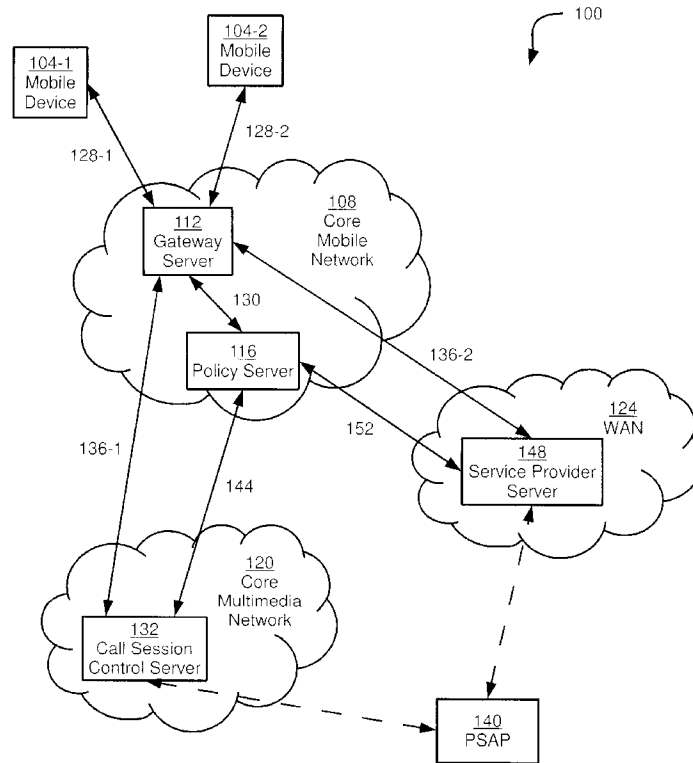 100
104-1
Mobile
Device
104-2
Mobile
Device
128-1
128-2
108
Core
Mobile
Network
112
Gateway
Server
130
116
Policy Server
136-2
136-1
144
152
124
WAN
148
Service Provider
Server
120
Core
Multimedia
Network
132
Call Session
Control Server
140
PSAP